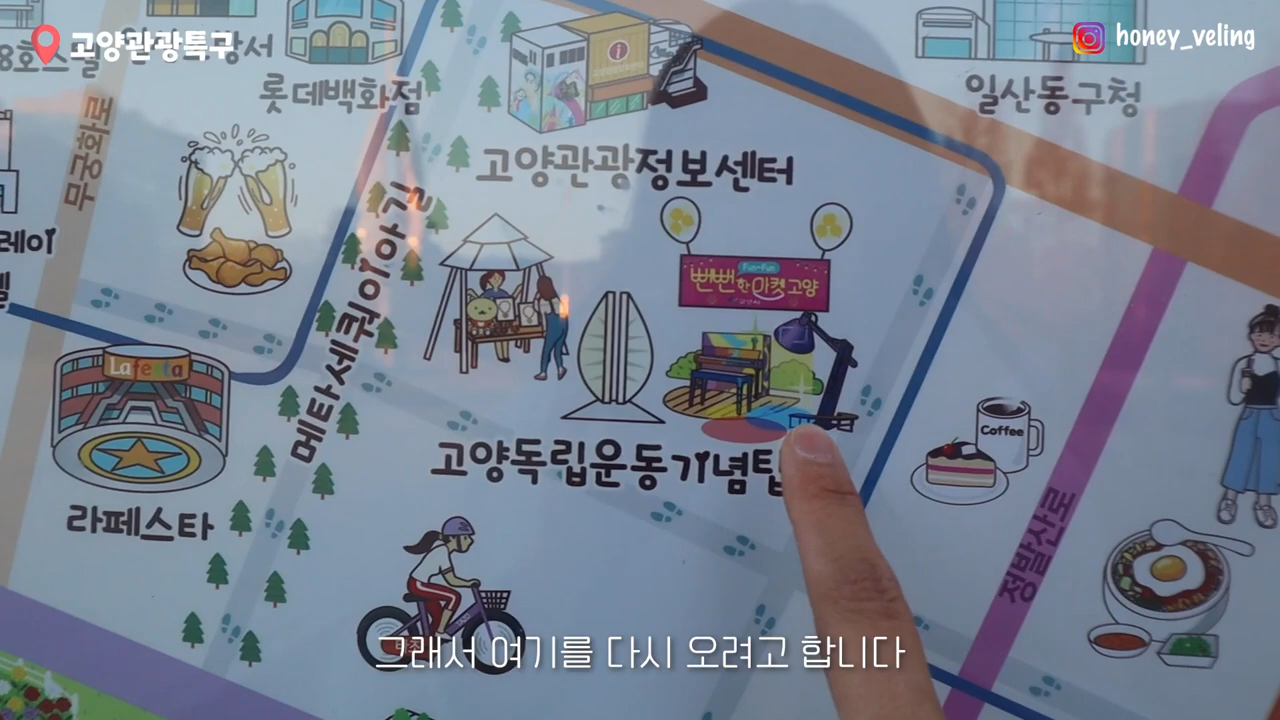 고양관광특구
honey_veling
롯데백화점
일산동구청
무궁화로
고양관광정보센터
메타세쿼이아길
Fun-Fun
뻔뻔한마켓고양
Lafesta
라페스타
고양독립운동기념탑
Coffee
정발산로
그래서 여기를 다시 오려고 합니다